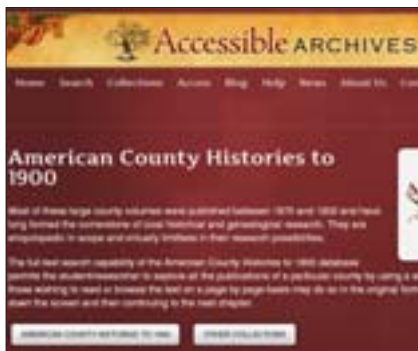 Accessible ARCHIVES
Home Search Collections Access Blog Help News About Us
American County Histories to
1900
Most of these large county volumes were published between 1870 and 1900 and have
long formed the cornerstones of local historical and genealogical research. They are
encyclopedic in scope and virtually limitless in their research possibilities.
The full text search capability of the American County Histories to 1900 database
permits the student/researcher to explore all the publications of a particular county by using a
those wishing to read or browse the text on a page by page basis may do so in the original
down the screen and then continuing to the next chapter.
AMERICAN COUNTY HISTORIES TO 1900 OTHER COLLECTIONS